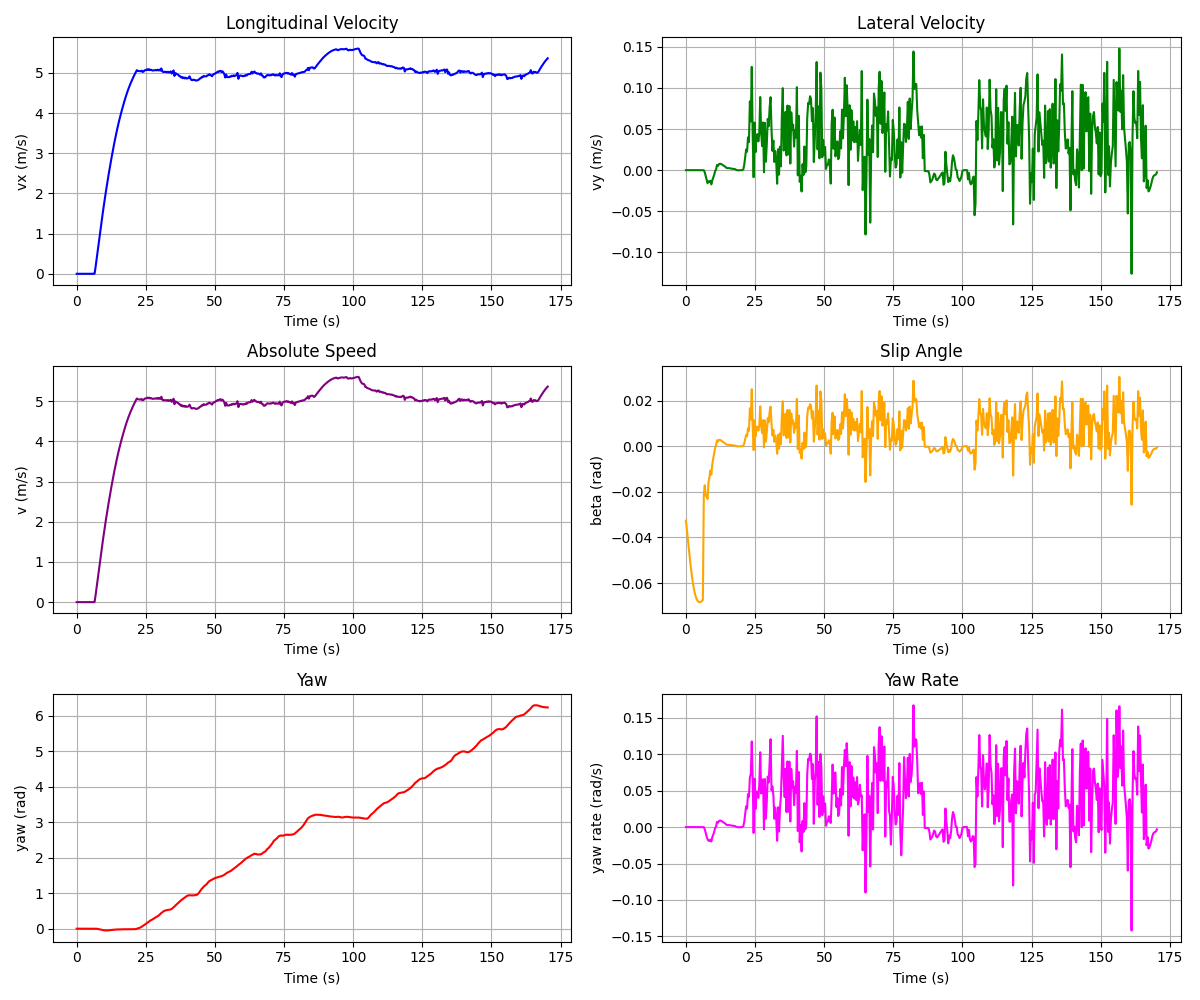 Longitudinal Velocity
vx (m/s)
5
4
3
2
1
0
0 25 50 75 100 125 150 175
Time (s)
Lateral Velocity
vy (m/s)
0.15
0.10
0.05
0.00
−0.05
−0.10
0 25 50 75 100 125 150 175
Time (s)
Absolute Speed
v (m/s)
5
4
3
2
1
0
0 25 50 75 100 125 150 175
Time (s)
Slip Angle
beta (rad)
0.02
0.00
−0.02
−0.04
−0.06
0 25 50 75 100 125 150 175
Time (s)
Yaw
yaw (rad)
6
5
4
3
2
1
0
0 25 50 75 100 125 150 175
Time (s)
Yaw Rate
yaw rate (rad/s)
0.15
0.10
0.05
0.00
−0.05
−0.10
−0.15
0 25 50 75 100 125 150 175
Time (s)